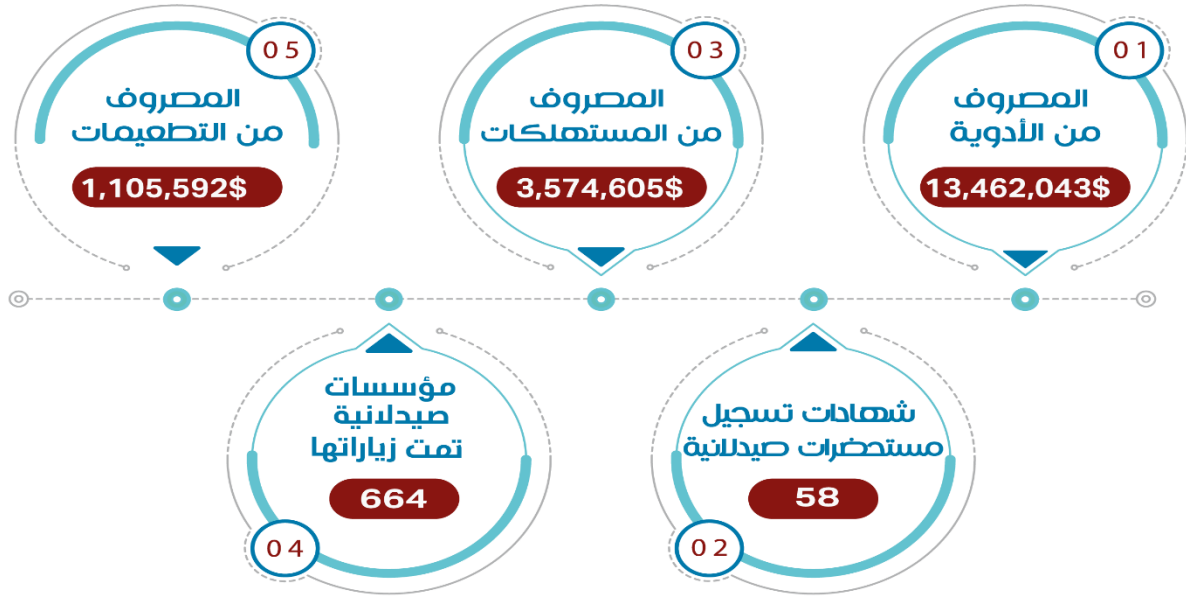 01
المصروف
من الأدوية
13,462,043$
02
شهادات تسجيل
مستحضرات صيدلانية
58
03
المصروف
من المستهلكات
3,574,605$
04
مؤسسات
صيدلانية
تمت زياراتها
664
05
المصروف
من التطعيمات
1,105,592$